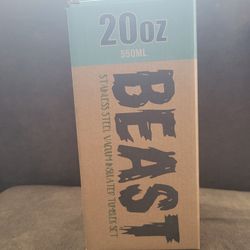 20oz
550ML
BEAST
STAINLESS STEEL VACUUM INSULATED TUMBLER SET